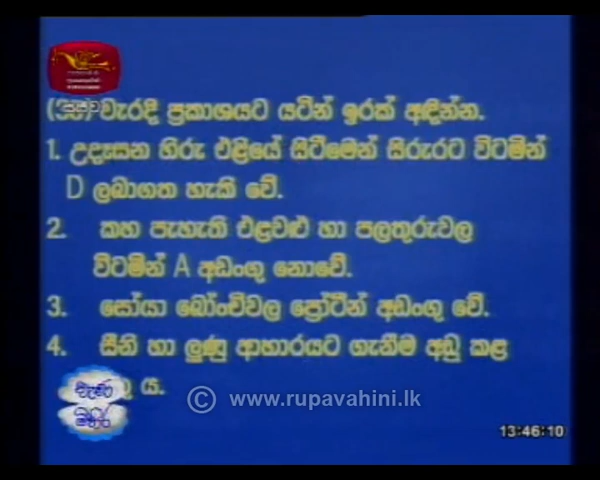 වැරදි ප්‍රකාශයට යටින් ඉරක් අඳින්න.
1. උදෑසන හිරු එළියේ සිටීමෙන් සිරුරට විටමින්
D ලබාගත හැකි වේ.
2. කහ පැහැති එළවළු හා පලතුරුවල
විටමින් A අඩංගු නොවේ.
3. සෝයා බෝංචිවල ප්‍රෝටීන් අඩංගු වේ.
4. සීනි හා ලුණු ආහාරයට ගැනීම අඩු කළ
ය.
© www.rupavahini.lk
13:46:10